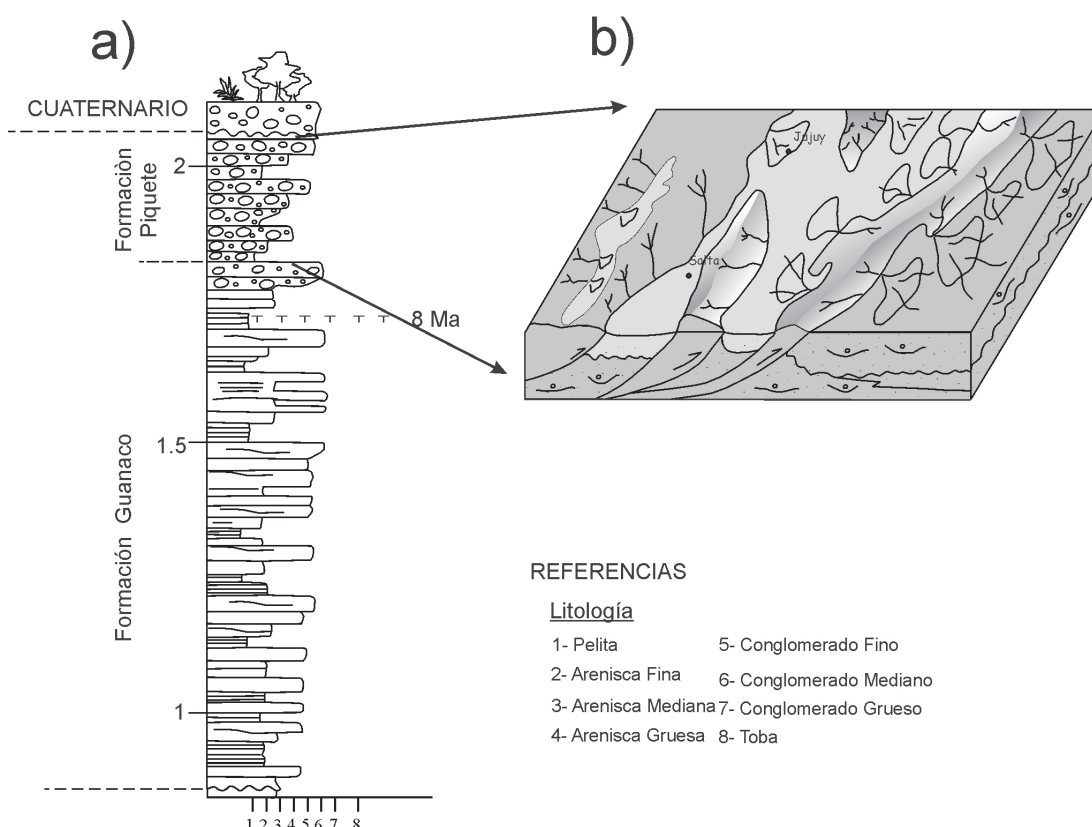 a)
CUATERNARIO
2
Formaciòn
Piquete
8 Ma
1.5
Formación Guanaco
1
1 2 3 4 5 6 7 8
b)
Jujuy
Salta
REFERENCIAS
Litología
1- Pelita
2- Arenisca Fina
3- Arenisca Mediana
4- Arenisca Gruesa
5- Conglomerado Fino
6- Conglomerado Mediano
7- Conglomerado Grueso
8- Toba